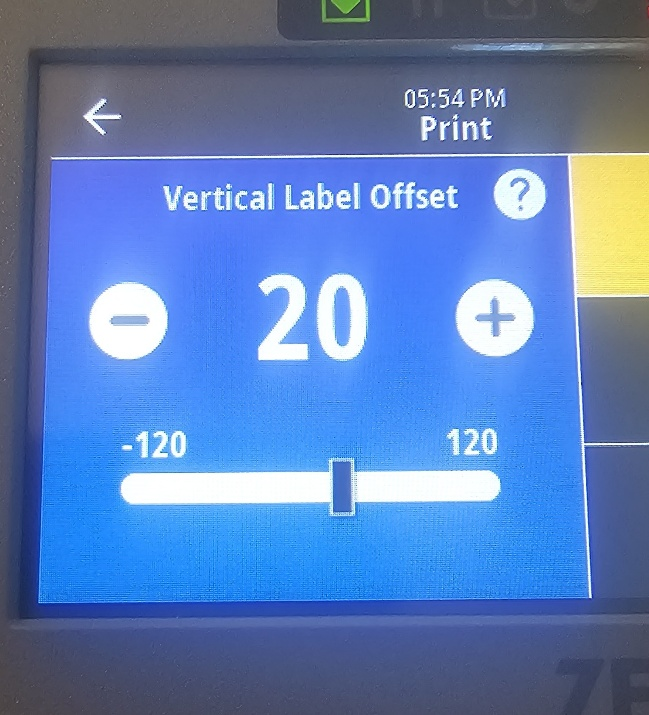 05:54 PM
Print
Vertical Label Offset ?
- 20 +
-120 120